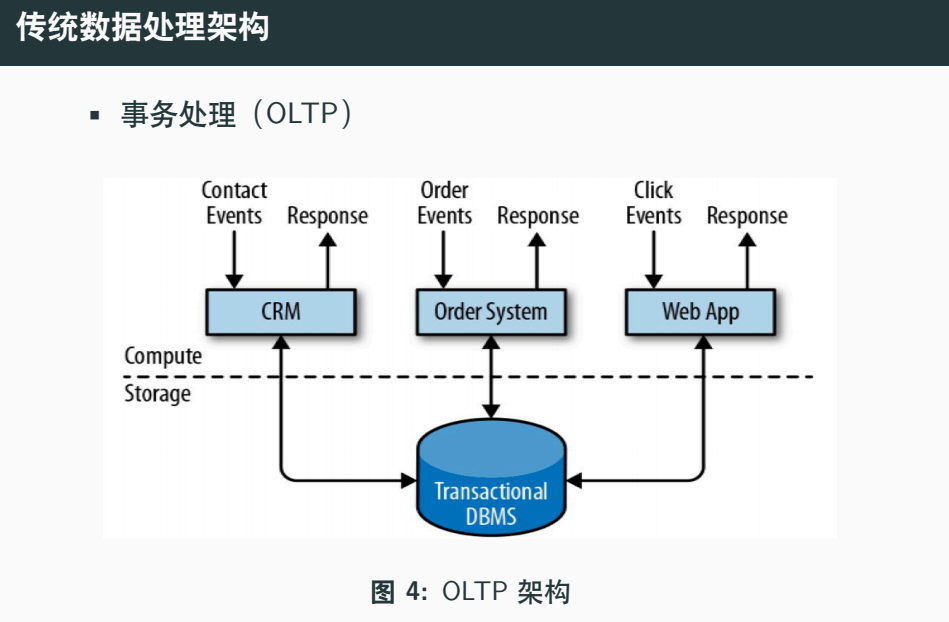 传统数据处理架构
▪ 事务处理（OLTP）
Contact
Events
Response
Order
Events
Response
Click
Events
Response
CRM
Order System
Web App
Compute
Storage
Transactional
DBMS
图 4: OLTP 架构